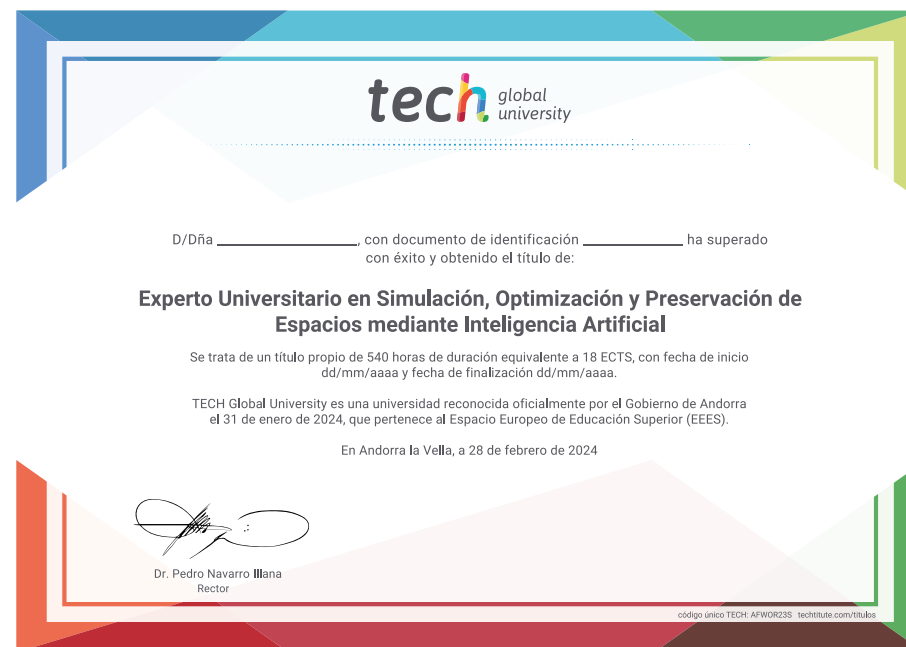 tech global university
D/Dña ____________________, con documento de identificación ______________ ha superado
con éxito y obtenido el título de:
Experto Universitario en Simulación, Optimización y Preservación de
Espacios mediante Inteligencia Artificial
Se trata de un título propio de 540 horas de duración equivalente a 18 ECTS, con fecha de inicio
dd/mm/aaaa y fecha de finalización dd/mm/aaaa.
TECH Global University es una universidad reconocida oficialmente por el Gobierno de Andorra
el 31 de enero de 2024, que pertenece al Espacio Europeo de Educación Superior (EEES).
En Andorra la Vella, a 28 de febrero de 2024
Dr. Pedro Navarro Illana
Rector
código único TECH: AFWOR23S techtitute.com/titulos